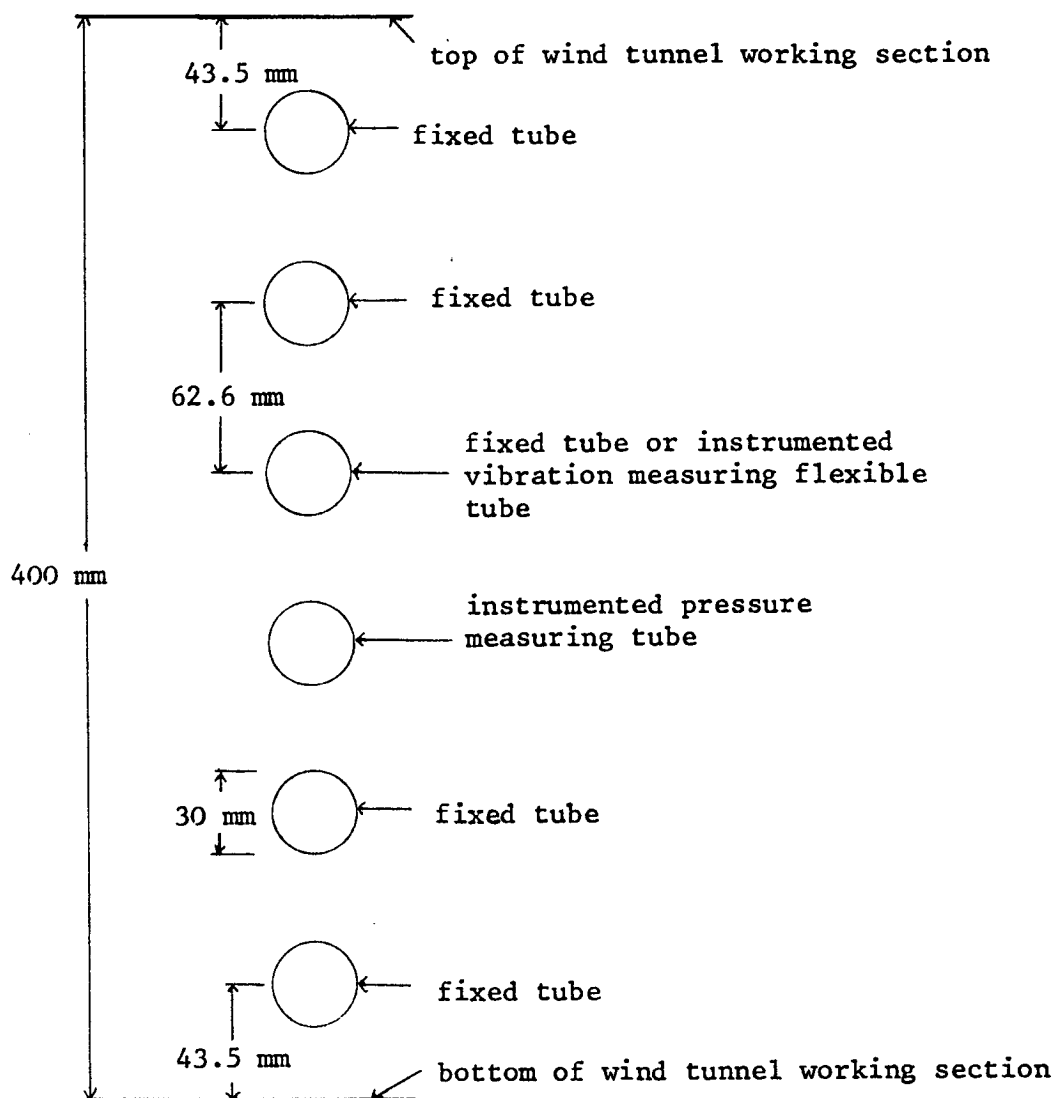 top of wind tunnel working section
43.5 mm
fixed tube
fixed tube
62.6 mm
fixed tube or instrumented
vibration measuring flexible
tube
400 mm
instrumented pressure
measuring tube
30 mm
fixed tube
fixed tube
43.5 mm
bottom of wind tunnel working section